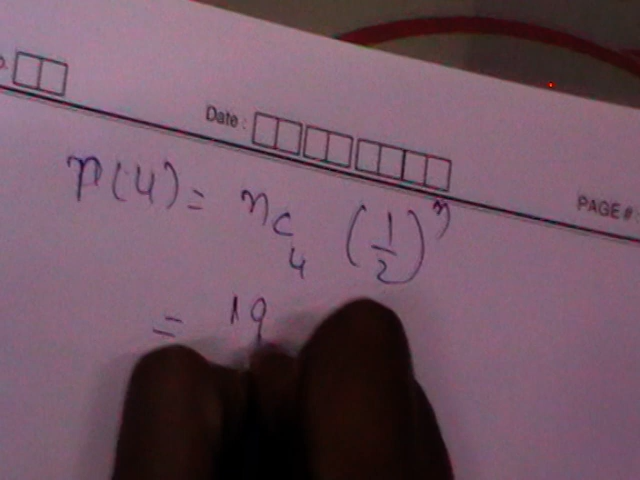 Date :
PAGE # :
P(4) = nC4 (1/2)^n
= 19